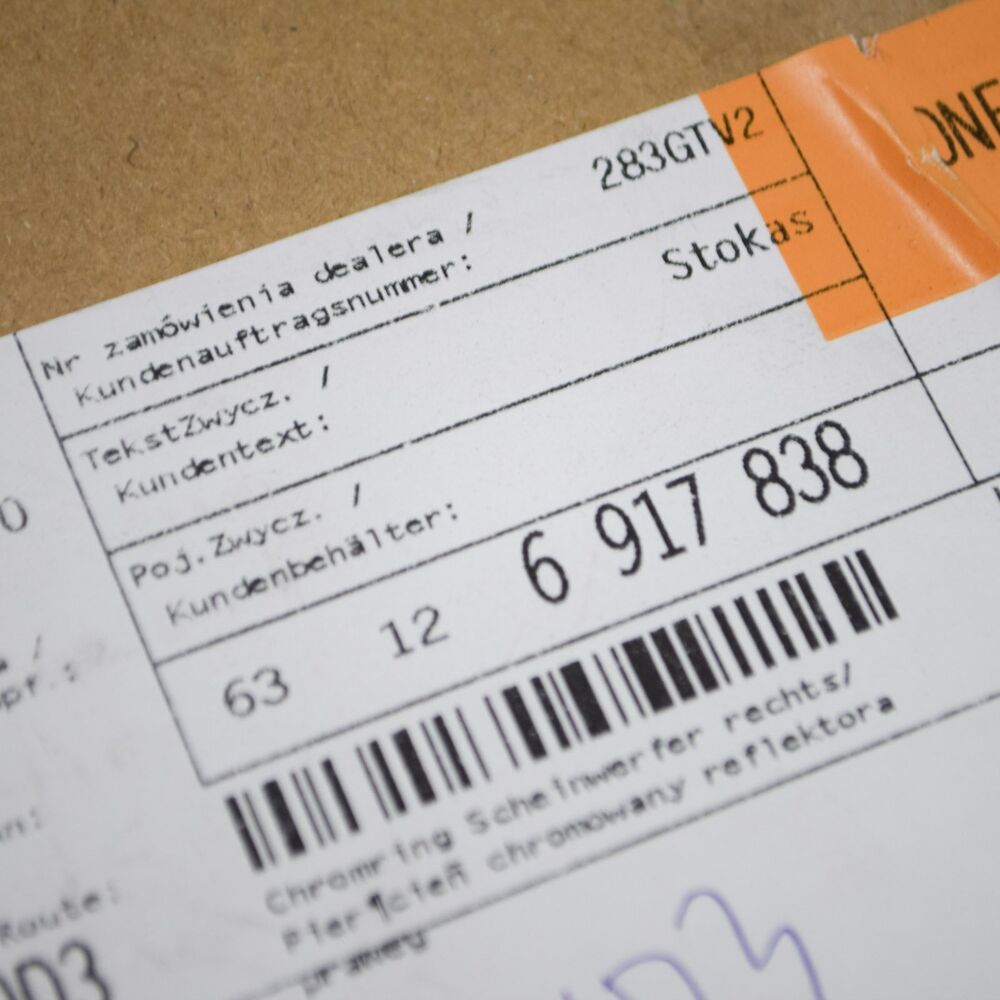 283GTV2
Nr zamówienia dealera /
Kundenauftragsnummer:
Stokas
TekstZwycz. /
Kundentext:
Poj.Zwycz. /
Kundenbehälter:
63 12 6 917 838
Chromring Scheinwerfer rechts/
Pierścień chromowany reflektora
Route: